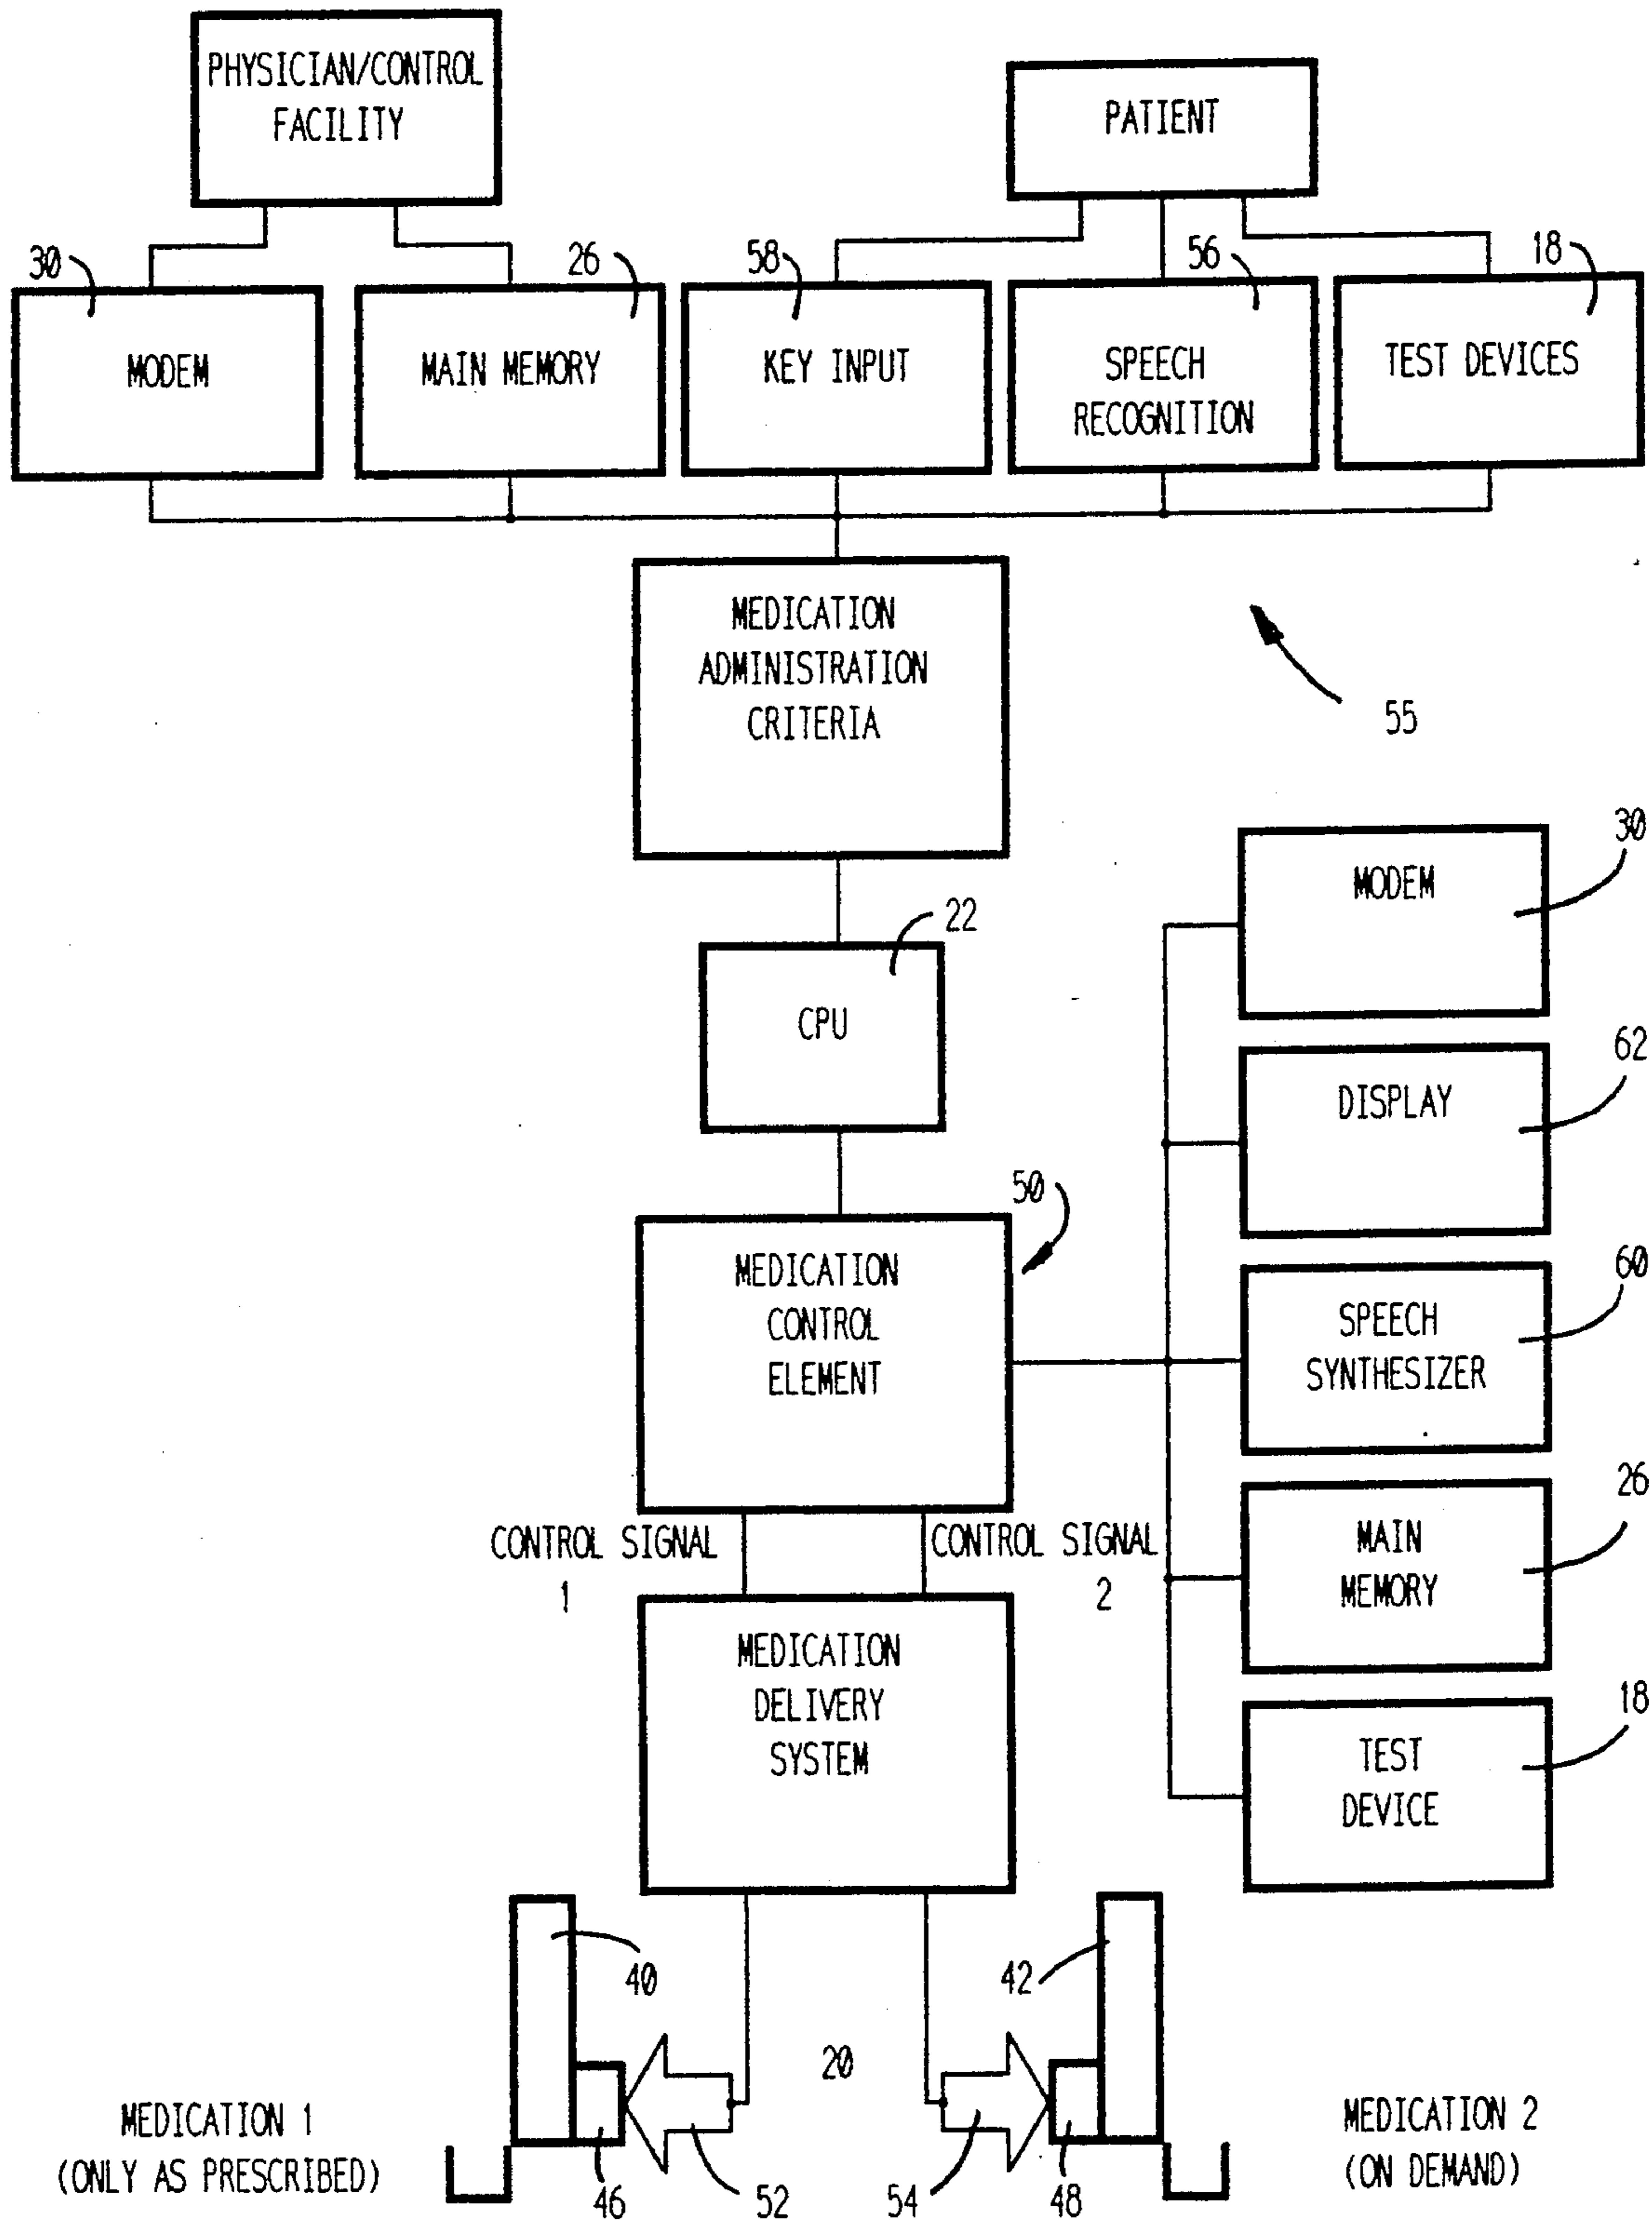 PHYSICIAN/CONTROL
FACILITY
PATIENT
30
26
58
56
18
MODEM
MAIN MEMORY
KEY INPUT
SPEECH
RECOGNITION
TEST DEVICES
MEDICATION
ADMINISTRATION
CRITERIA
55
22
CPU
30
MODEM
62
DISPLAY
50
MEDICATION
CONTROL
ELEMENT
60
SPEECH
SYNTHESIZER
CONTROL SIGNAL
1
CONTROL SIGNAL
2
26
MAIN
MEMORY
MEDICATION
DELIVERY
SYSTEM
18
TEST
DEVICE
40
42
20
MEDICATION 1
(ONLY AS PRESCRIBED)
46
52
54
48
MEDICATION 2
(ON DEMAND)